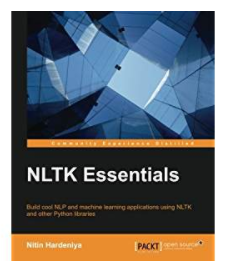 Community Experience Distilled
NLTK Essentials
Build cool NLP and machine learning applications using NLTK
and other Python libraries
Nitin Hardeniya
PACKT open source
PUBLISHING